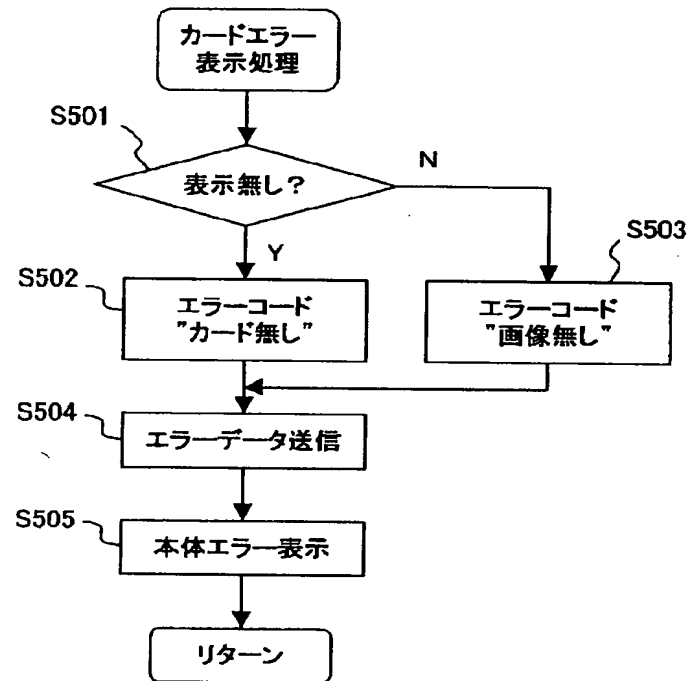 カードエラー
表示処理
S501
表示無し?
N
Y
S502
エラーコード
"カード無し"
S503
エラーコード
"画像無し"
S504
エラーデータ送信
S505
本体エラー表示
リターン